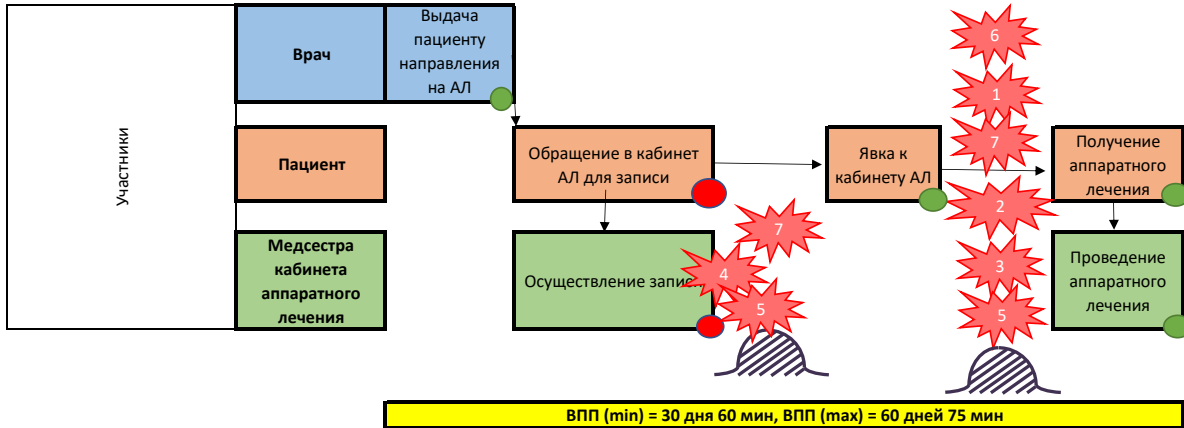 Участники
Врач
Выдача
пациенту
направления
на АЛ
Пациент
Обращение в кабинет
АЛ для записи
Явка к
кабинету АЛ
Получение
аппаратного
лечения
Медсестра
кабинета
аппаратного
лечения
Осуществление записи
Проведение
аппаратного
лечения
7
4
5
6
1
7
2
3
5
ВПП (min) = 30 дня 60 мин, ВПП (max) = 60 дней 75 мин